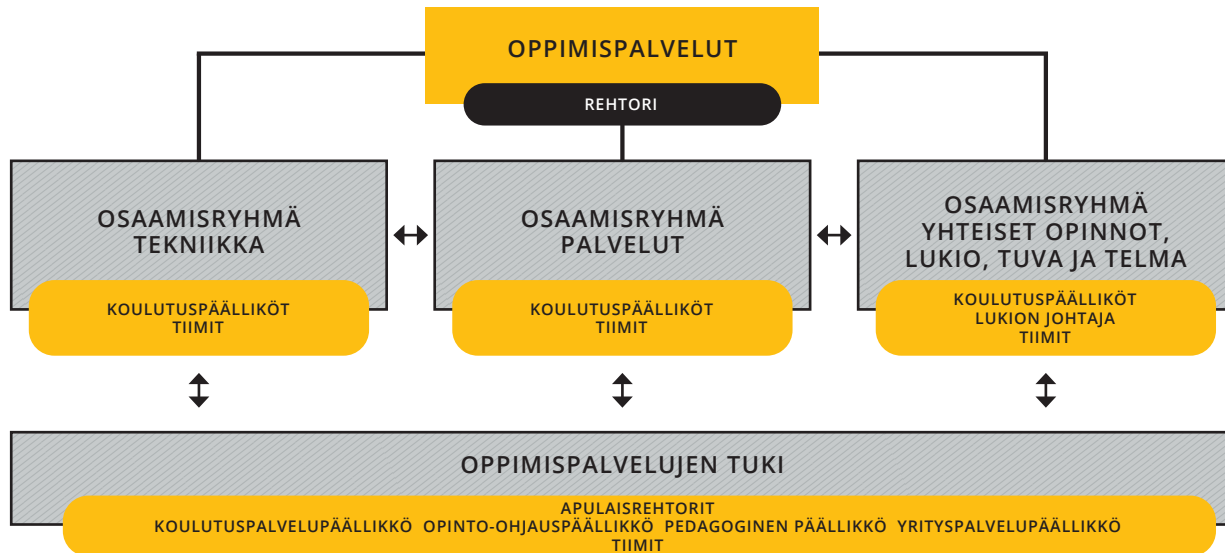 OPPIMISPALVELUT
REHTORI
OSAAMISRYHMÄ
TEKNIIKKA
KOULUTUSPÄÄLLIKÖT
TIIMIT
OSAAMISRYHMÄ
PALVELUT
KOULUTUSPÄÄLLIKÖT
TIIMIT
OSAAMISRYHMÄ
YHTEISET OPINNOT,
LUKIO, TUVA JA TELMA
KOULUTUSPÄÄLLIKÖT
LUKION JOHTAJA
TIIMIT
OPPIMISPALVELUJEN TUKI
APULAISREHTORIT
KOULUTUSPALVELUPÄÄLLIKKÖ OPINTO-OHJAUSPÄÄLLIKKÖ PEDAGOGINEN PÄÄLLIKKÖ YRITYSPALVELUPÄÄLLIKKÖ
TIIMIT